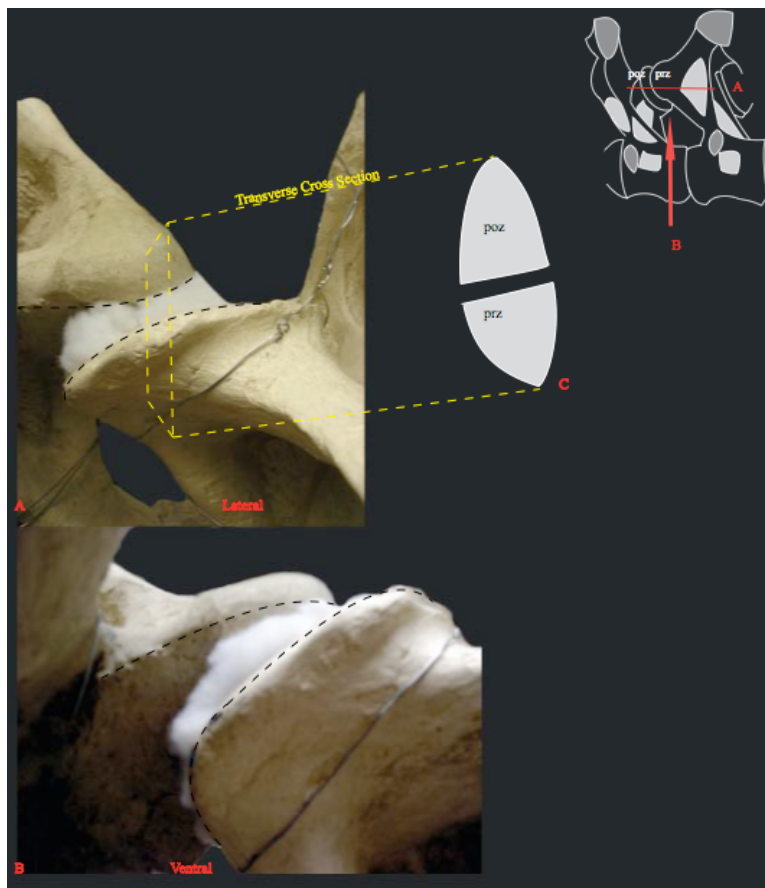 poz prz
A
B
Transverse Cross Section
poz
prz
C
A
Lateral
B
Ventral